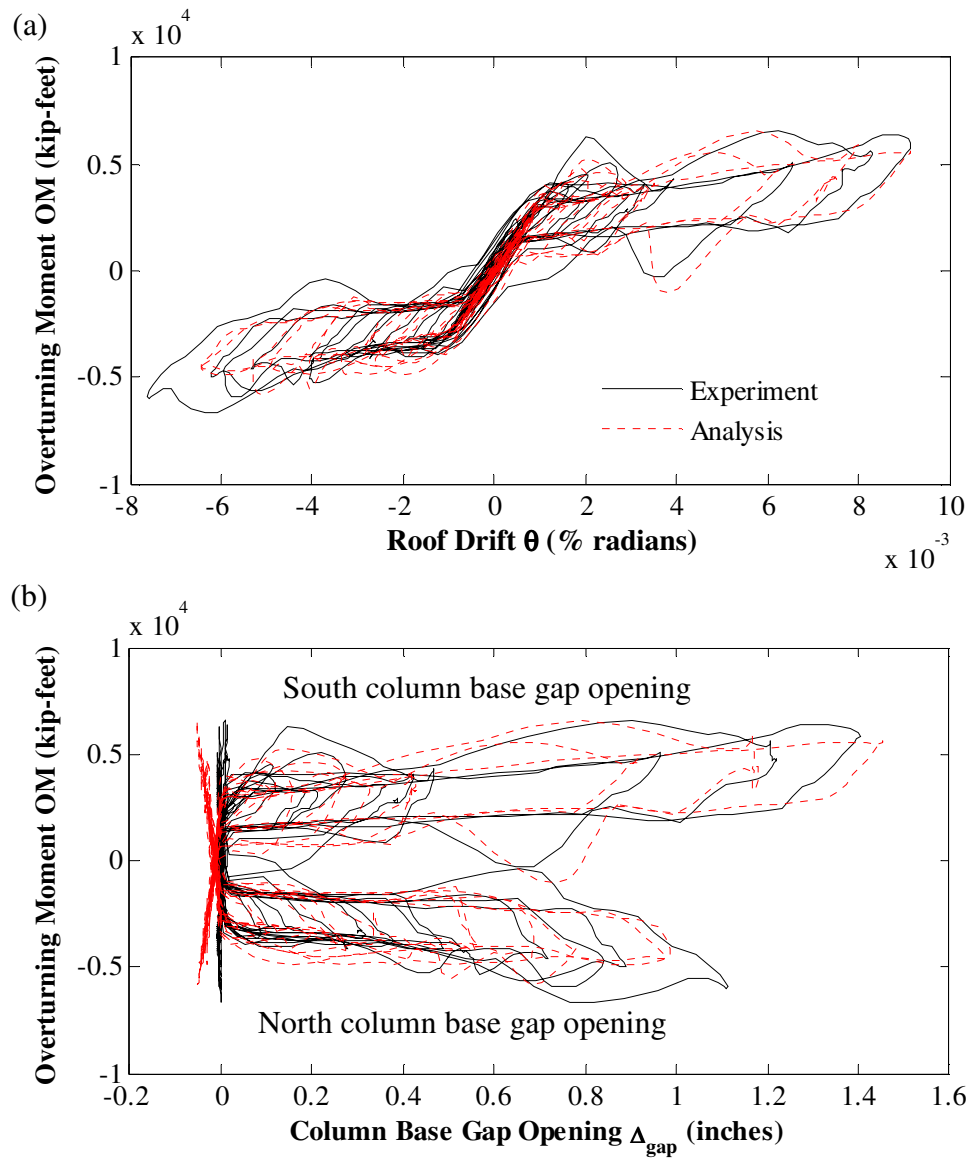 (a)
x 10^4
1
0.5
0
-0.5
-1
Overturning Moment OM (kip-feet)
Experiment
Analysis
-8 -6 -4 -2 0 2 4 6 8 10
Roof Drift θ (% radians)
x 10^-3
(b)
x 10^4
1
0.5
0
-0.5
-1
Overturning Moment OM (kip-feet)
South column base gap opening
North column base gap opening
-0.2 0 0.2 0.4 0.6 0.8 1 1.2 1.4 1.6
Column Base Gap Opening Δgap (inches)